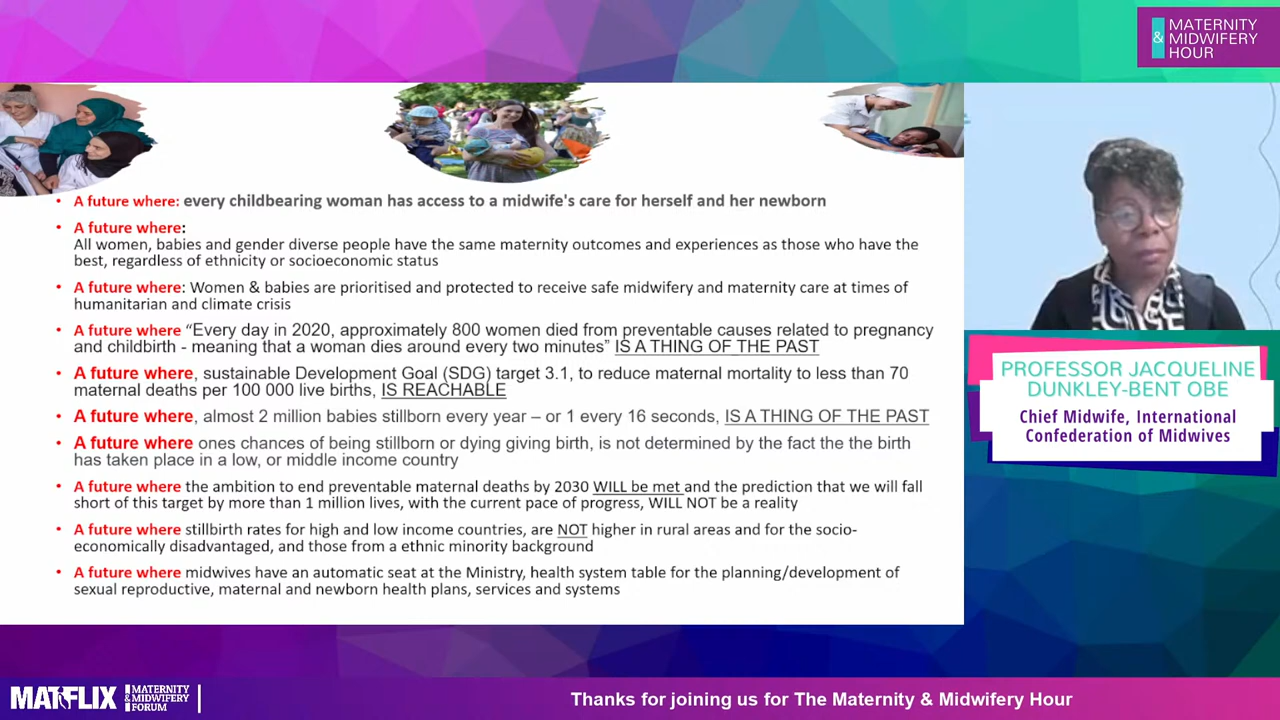 MATERNITY
& MIDWIFERY
HOUR
• A future where: every childbearing woman has access to a midwife's care for herself and her newborn
• A future where:
All women, babies and gender diverse people have the same maternity outcomes and experiences as those who have the
best, regardless of ethnicity or socioeconomic status
• A future where: Women & babies are prioritised and protected to receive safe midwifery and maternity care at times of
humanitarian and climate crisis
• A future where “Every day in 2020, approximately 800 women died from preventable causes related to pregnancy
and childbirth - meaning that a woman dies around every two minutes” IS A THING OF THE PAST
• A future where, sustainable Development Goal (SDG) target 3.1, to reduce maternal mortality to less than 70
maternal deaths per 100 000 live births, IS REACHABLE
• A future where, almost 2 million babies stillborn every year – or 1 every 16 seconds, IS A THING OF THE PAST
• A future where ones chances of being stillborn or dying giving birth, is not determined by the fact the the birth
has taken place in a low, or middle income country
• A future where the ambition to end preventable maternal deaths by 2030 WILL be met and the prediction that we will fall
short of this target by more than 1 million lives, with the current pace of progress, WILL NOT be a reality
• A future where stillbirth rates for high and low income countries, are NOT higher in rural areas and for the socio-
economically disadvantaged, and those from a ethnic minority background
• A future where midwives have an automatic seat at the Ministry, health system table for the planning/development of
sexual reproductive, maternal and newborn health plans, services and systems
PROFESSOR JACQUELINE
DUNKLEY-BENT OBE
Chief Midwife, International
Confederation of Midwives
MATFLIX
MATERNITY
& MIDWIFERY
FORUM
Thanks for joining us for The Maternity & Midwifery Hour